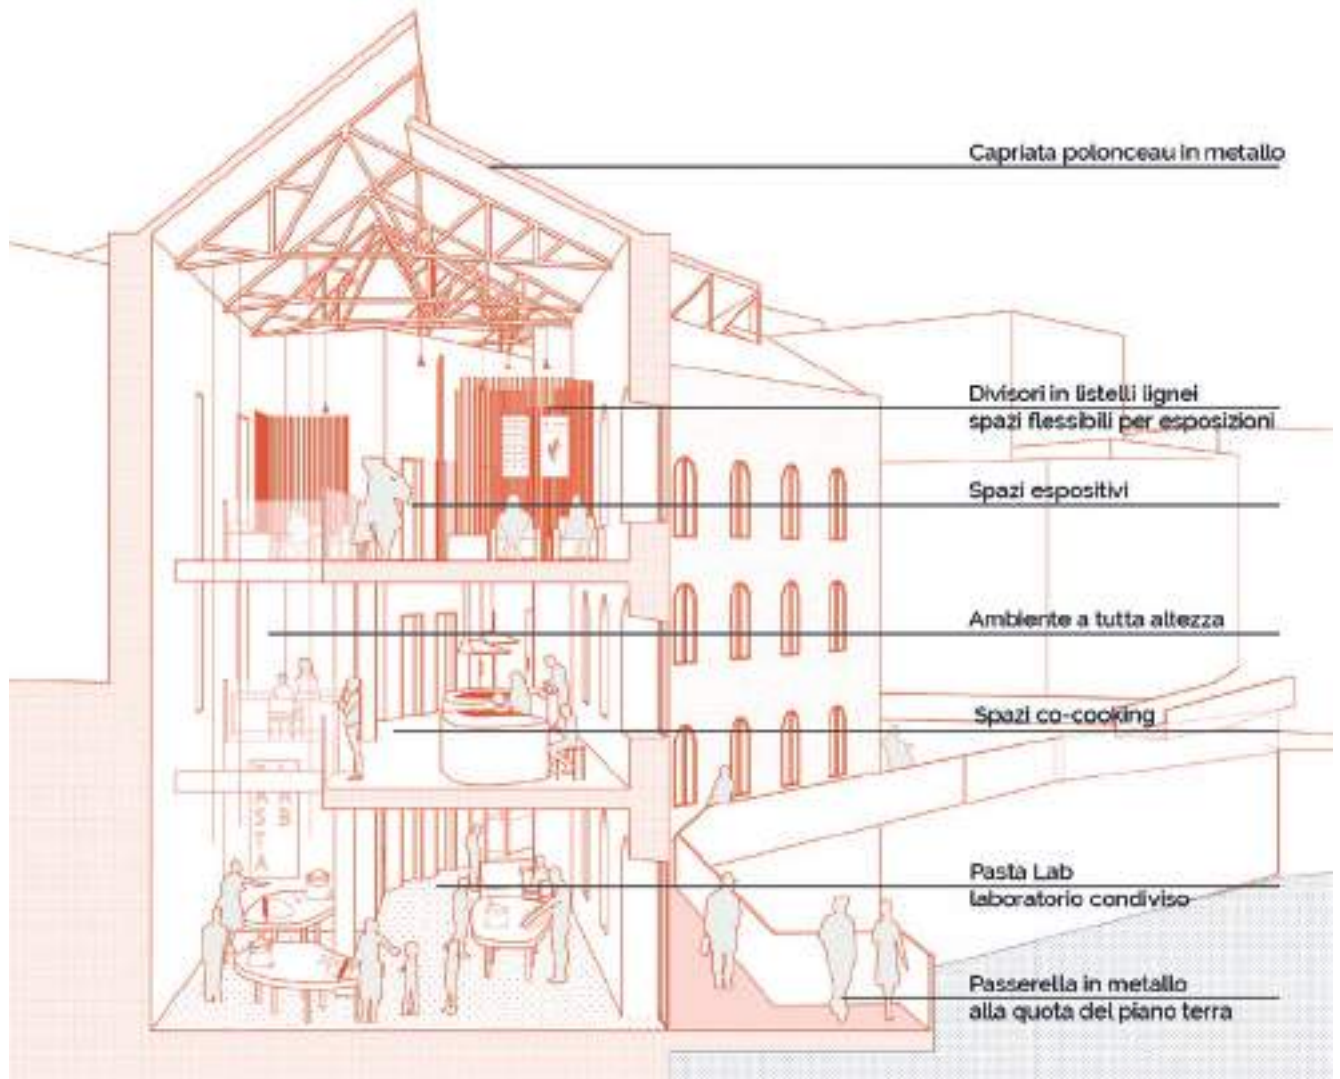 Capriata polonceau in metallo
Divisori in listelli lignei
spazi flessibili per esposizioni
Spazi espositivi
Ambiente a tutta altezza
Spazi co-cooking
Pasta Lab
laboratorio condiviso
Passerella in metallo
alla quota del piano terra